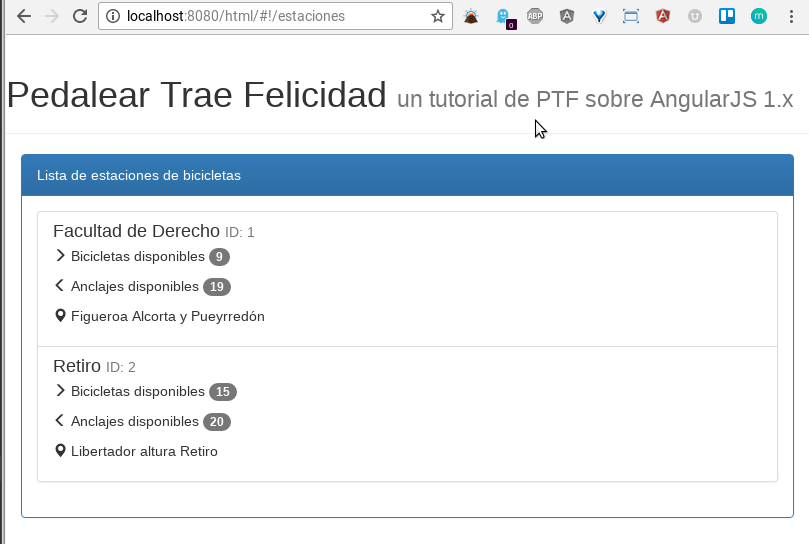 localhost:8080/html/#!/estaciones
0
ABP
m
Pedalear Trae Felicidad un tutorial de PTF sobre AngularJS 1.x
Lista de estaciones de bicicletas
Facultad de Derecho ID: 1
Bicicletas disponibles 9
Anclajes disponibles 19
Figueroa Alcorta y Pueyrredón
Retiro ID: 2
Bicicletas disponibles 15
Anclajes disponibles 20
Libertador altura Retiro